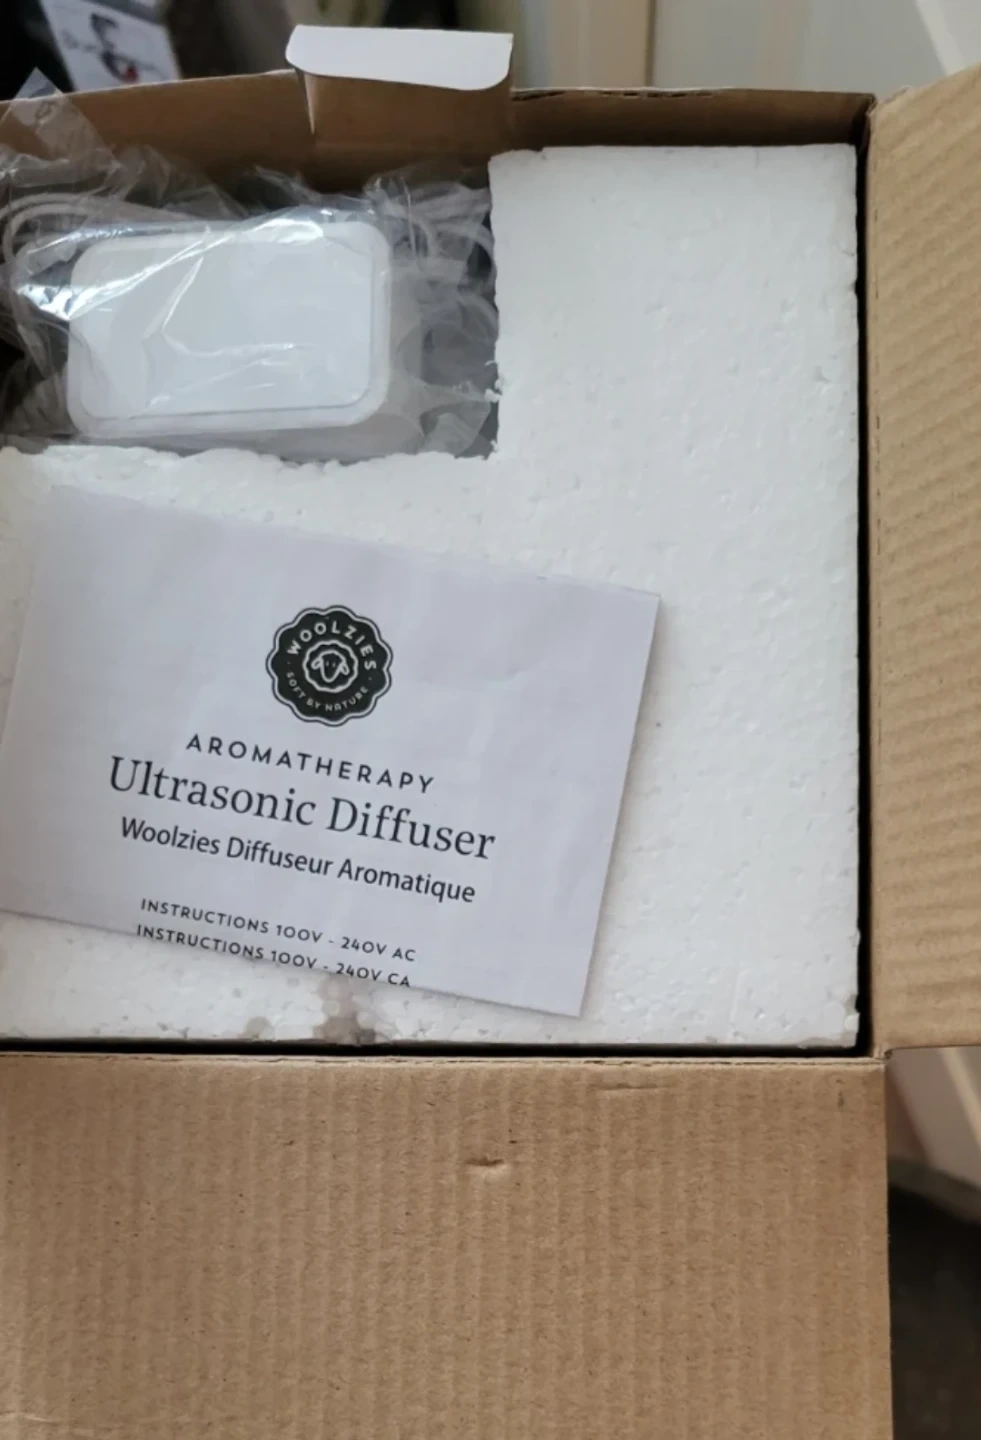 WOOLZIES
SOFT BY NATURE
AROMATHERAPY
Ultrasonic Diffuser
Woolzies Diffuseur Aromatique
INSTRUCTIONS 100V - 240V AC
INSTRUCTIONS 100V - 240V CA